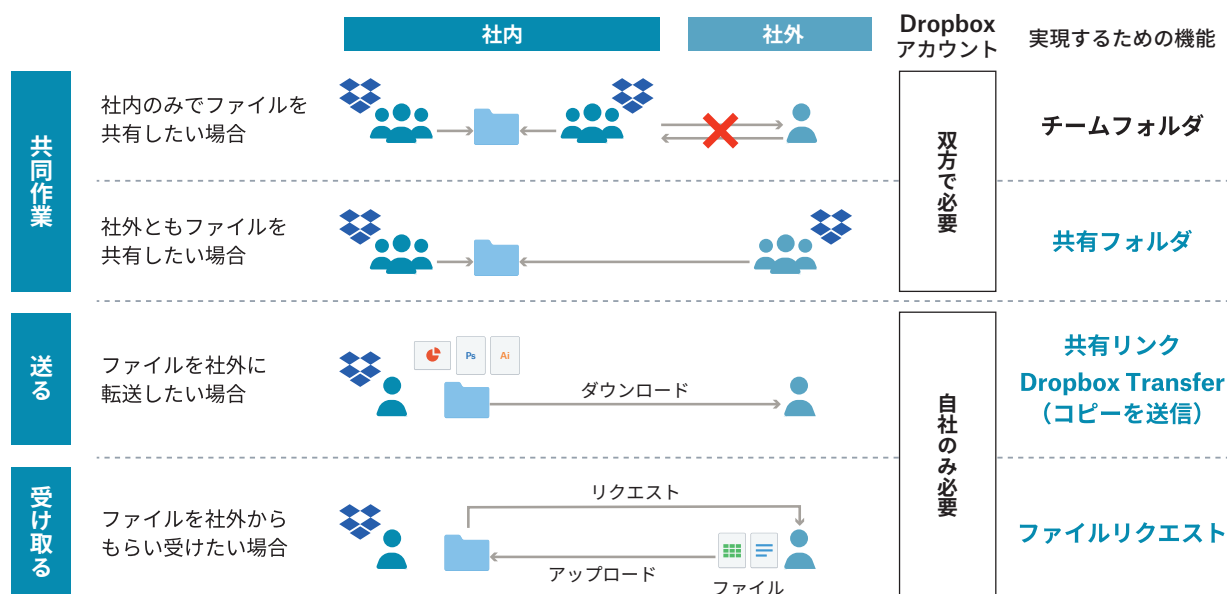 社内
社外
Dropbox
アカウント
実現するための機能
共同作業
社内のみでファイルを
共有したい場合
双方で必要
チームフォルダ
社外ともファイルを
共有したい場合
共有フォルダ
送る
ファイルを社外に
転送したい場合
Ps
Ai
ダウンロード
自社のみ必要
共有リンク
Dropbox Transfer
(コピーを送信)
受け取る
ファイルを社外から
もらい受けたい場合
リクエスト
アップロード
ファイル
ファイルリクエスト